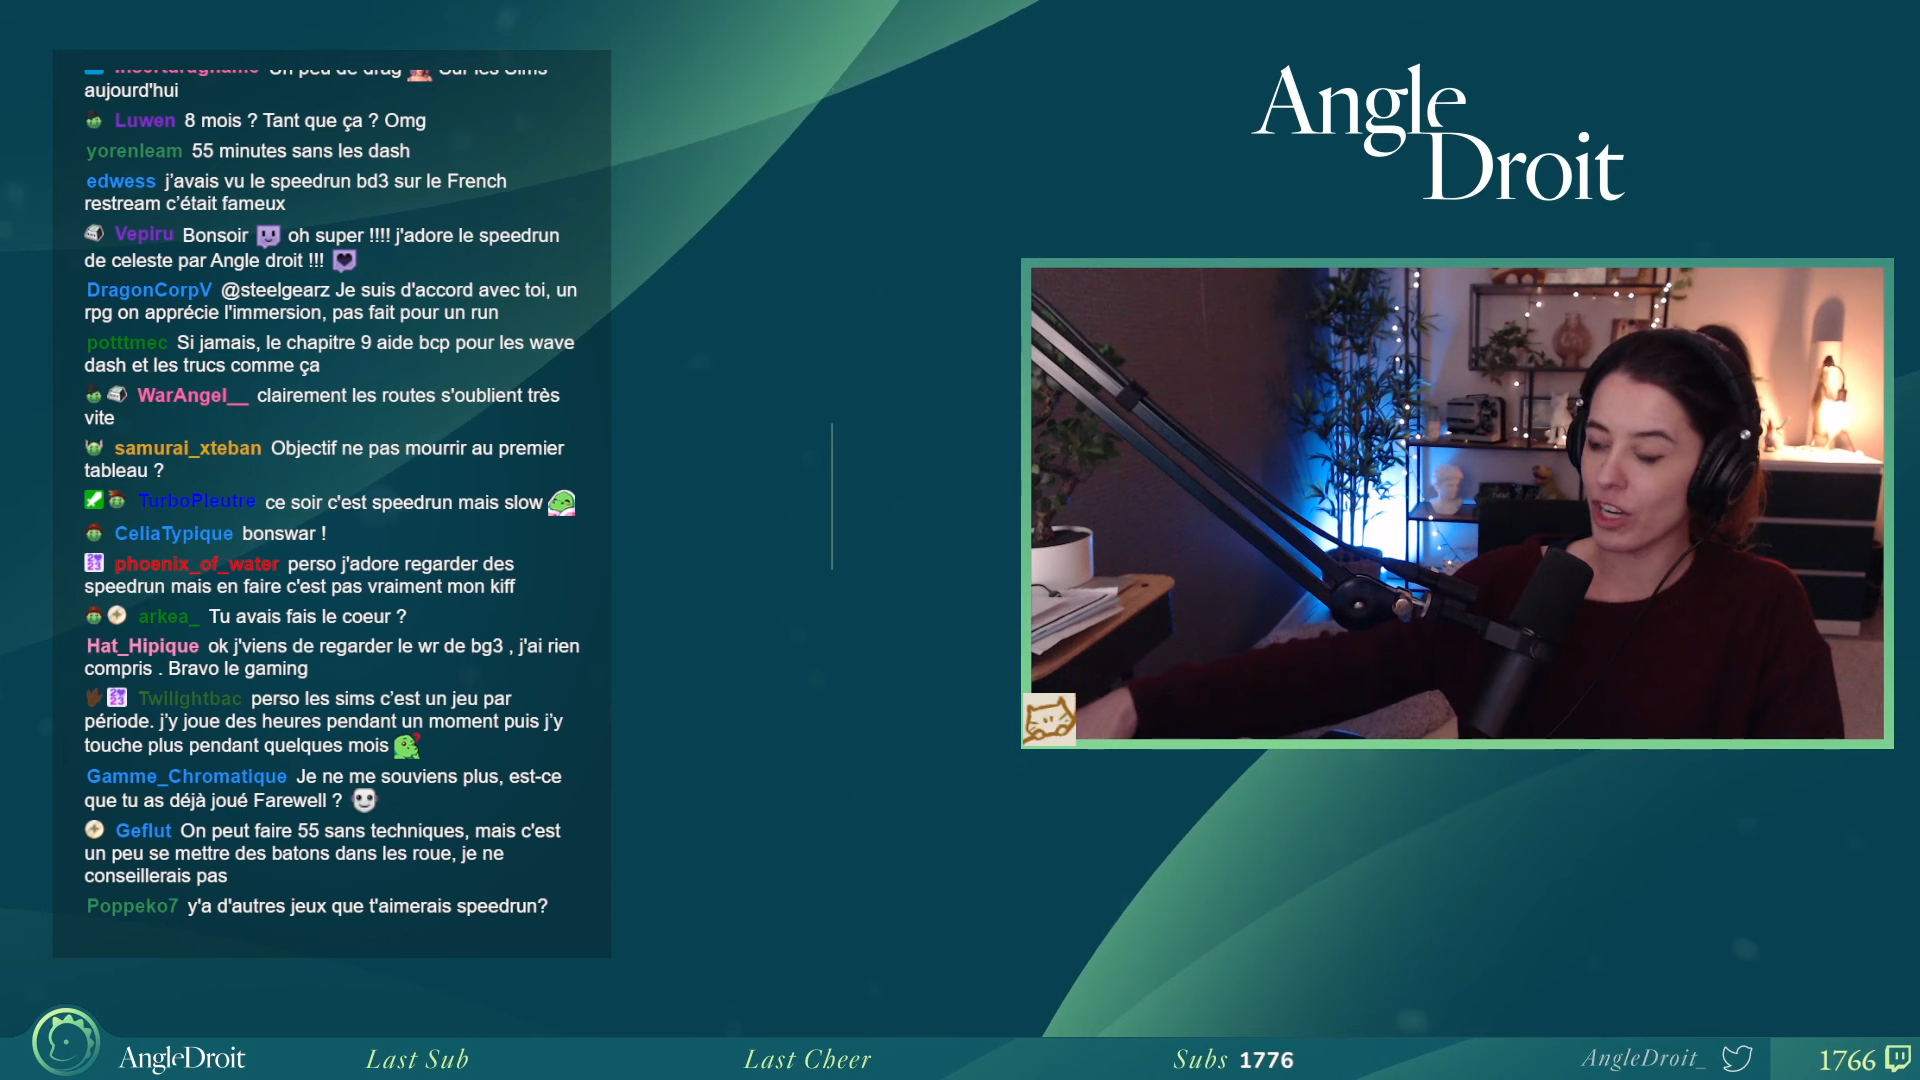 Insertdragname Un peu de drag Sur les Sims
aujourd'hui
Luwen 8 mois ? Tant que ça ? Omg
yorenleam 55 minutes sans les dash
edwess j'avais vu le speedrun bd3 sur le French
restream c'était fameux
Vepiru Bonsoir oh super !!!! j'adore le speedrun
de celeste par Angle droit !!!
DragonCorpV @steelgearz Je suis d'accord avec toi, un
rpg on apprécie l'immersion, pas fait pour un run
potttmec Si jamais, le chapitre 9 aide bcp pour les wave
dash et les trucs comme ça
WarAngel__ clairement les routes s'oublient très
vite
samurai_xteban Objectif ne pas mourrir au premier
tableau ?
TurboPleutre ce soir c'est speedrun mais slow
CeliaTypique bonswar !
phoenix_of_water perso j'adore regarder des
speedrun mais en faire c'est pas vraiment mon kiff
arkea_ Tu avais fais le coeur ?
Hat_Hipique ok j'viens de regarder le wr de bg3 , j'ai rien
compris . Bravo le gaming
Twilightbac perso les sims c'est un jeu par
période. j'y joue des heures pendant un moment puis j'y
touche plus pendant quelques mois
Gamme_Chromatique Je ne me souviens plus, est-ce
que tu as déjà joué Farewell ?
Geflut On peut faire 55 sans techniques, mais c'est
un peu se mettre des batons dans les roue, je ne
conseillerais pas
Poppeko7 y'a d'autres jeux que t'aimerais speedrun?
Angle
Droit
AngleDroit
Last Sub
Last Cheer
Subs 1776
AngleDroit_
1766